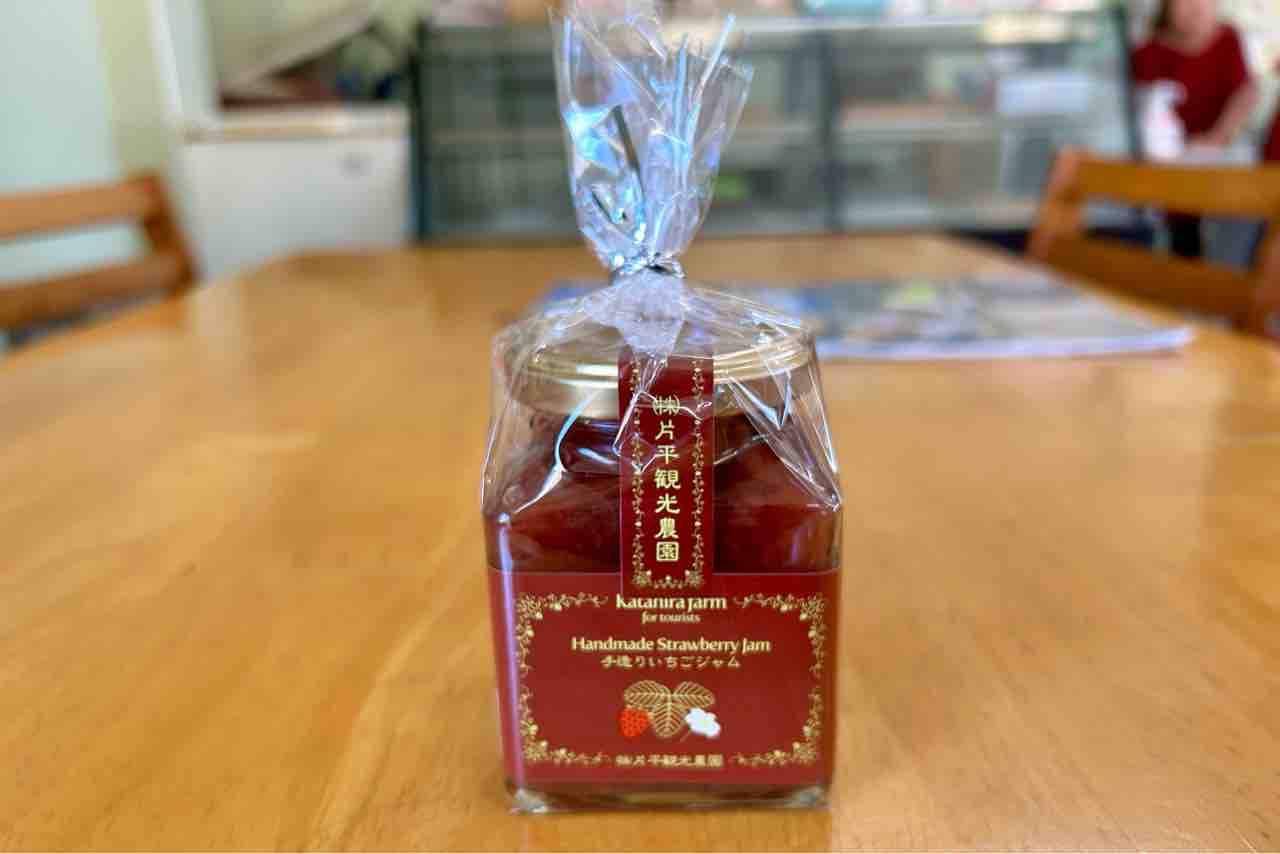 ㈱片平観光農園
Katahira farm
for tourists
Handmade Strawberry Jam
手造りいちごジャム
㈱片平観光農園